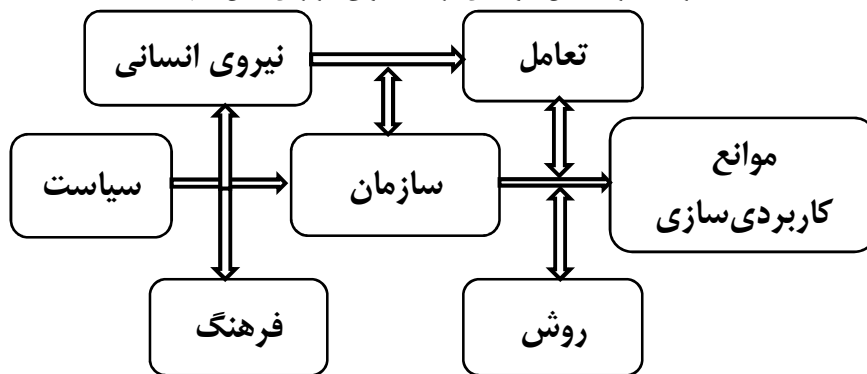 نیروی انسانی
تعامل
سیاست
سازمان
موانع
کاربردی‌سازی
فرهنگ
روش